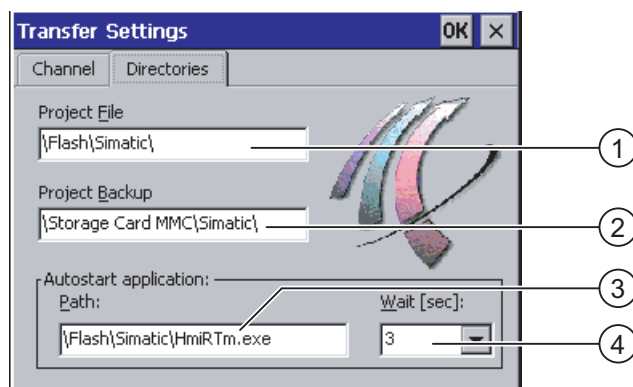 Transfer Settings OK ×
Channel Directories
Project File
\Flash\Simatic\
1
Project Backup
\Storage Card MMC\Simatic\
2
Autostart application:
3
Path: Wait [sec]:
\Flash\Simatic\HmiRTm.exe 3
4